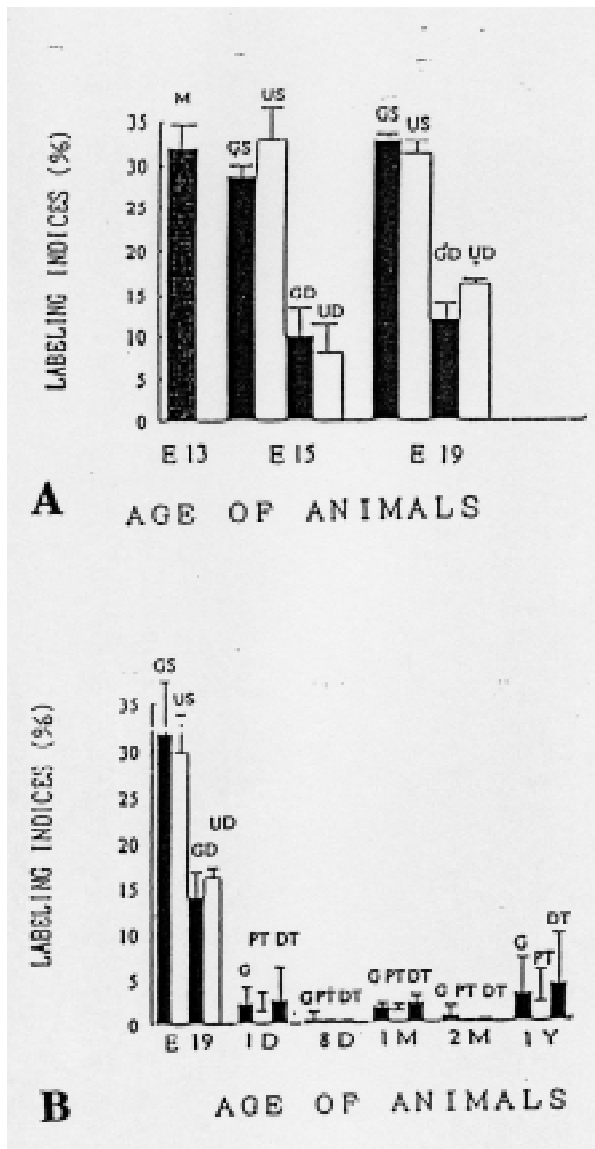 M
US
GS
GS
US
GD UD
GD
UD
LABELING INDICES (%)
35
30
25
20
15
10
5
0
E 13
E 15
E 19
A
AGE OF ANIMALS
GS
US
UD
GD
LABELING INDICES (%)
35
30
25
20
15
10
5
0
PT DT
G
G PT DT
G PT DT
G PT DT
G
PT
DT
E 19
1 D
8 D
1 M
2 M
1 Y
B
AGE OF ANIMALS